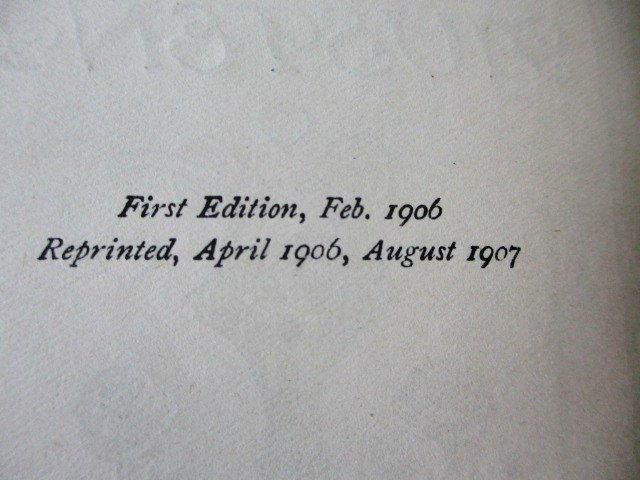 First Edition, Feb. 1906
Reprinted, April 1906, August 1907